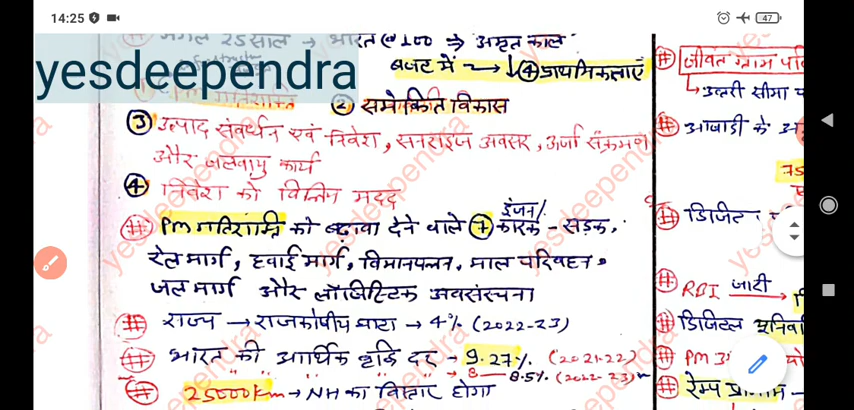 14:25
47
अगले 25 साल → भारत @ 100 ⇒ अमृत काल
बजट में → ↓ ④ प्राथमिकताएँ
yesdeependra
② समावेशित विकास
③ उत्पाद संवर्धन एवं निवेश, सनराइज अवसर, ऊर्जा संक्रमण
और जलवायु कार्य
④ निवेश को वित्तिय मदद
# PM गतिशक्ति को बढ़ावा देने वाले ⑦ इंजन/
कारक - सड़क,
रेल मार्ग, हवाई मार्ग, विमानपत्तन, माल परिवहन,
जल मार्ग और लॉजिस्टिक अवसंरचना
# राज्य → राजकोषीय घाटा → 4% (2022-23)
# भारत की आर्थिक वृद्धि दर - 9.27% (2021-22)
" " " " 8 — 8.5% (2022-23)
# 25000 km → NH का विस्तार होगा
# जीवंत ग्राम
उत्तरी सीमा
# आजादी के
75
# डिजिट
# RBI जारी →
# डिजिटल
# PM
# रैम्प